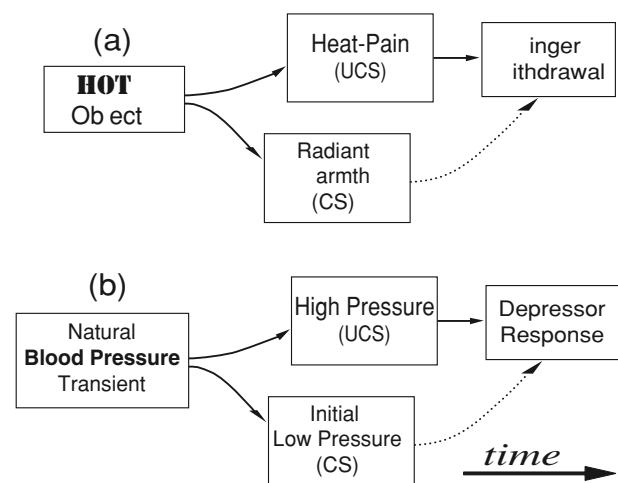 (a)
HOT
Ob ect
Heat-Pain
(UCS)
inger
ithdrawal
Radiant
armth
(CS)
(b)
Natural
Blood Pressure
Transient
High Pressure
(UCS)
Depressor
Response
Initial
Low Pressure
(CS)
time